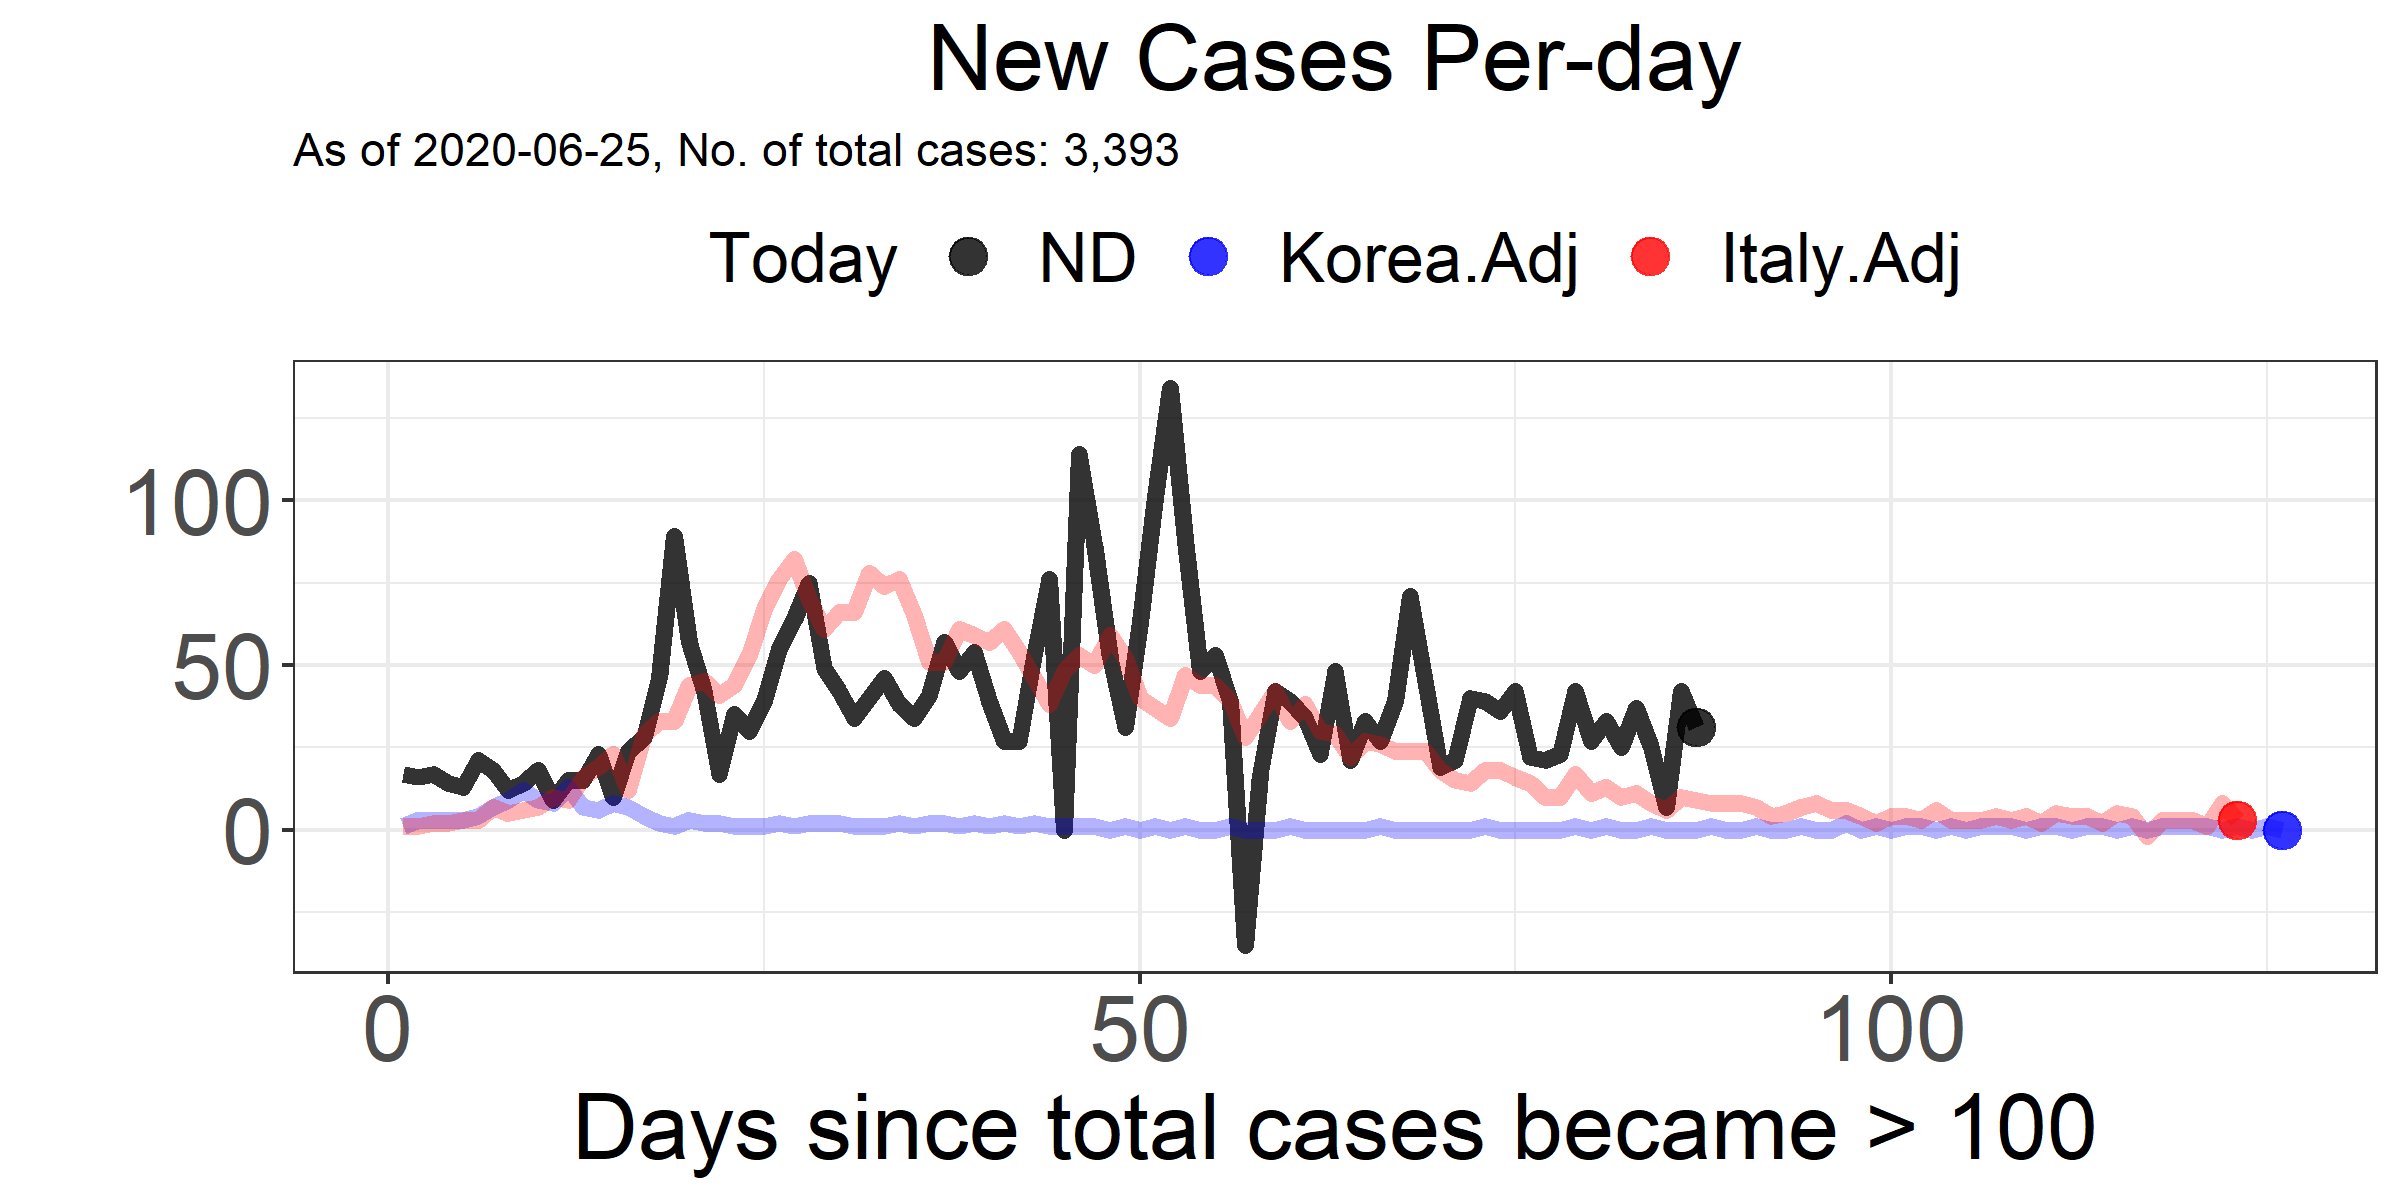 New Cases Per-day
As of 2020-06-25, No. of total cases: 3,393
Today ND Korea.Adj Italy.Adj
100
50
0
0 50 100
Days since total cases became > 100